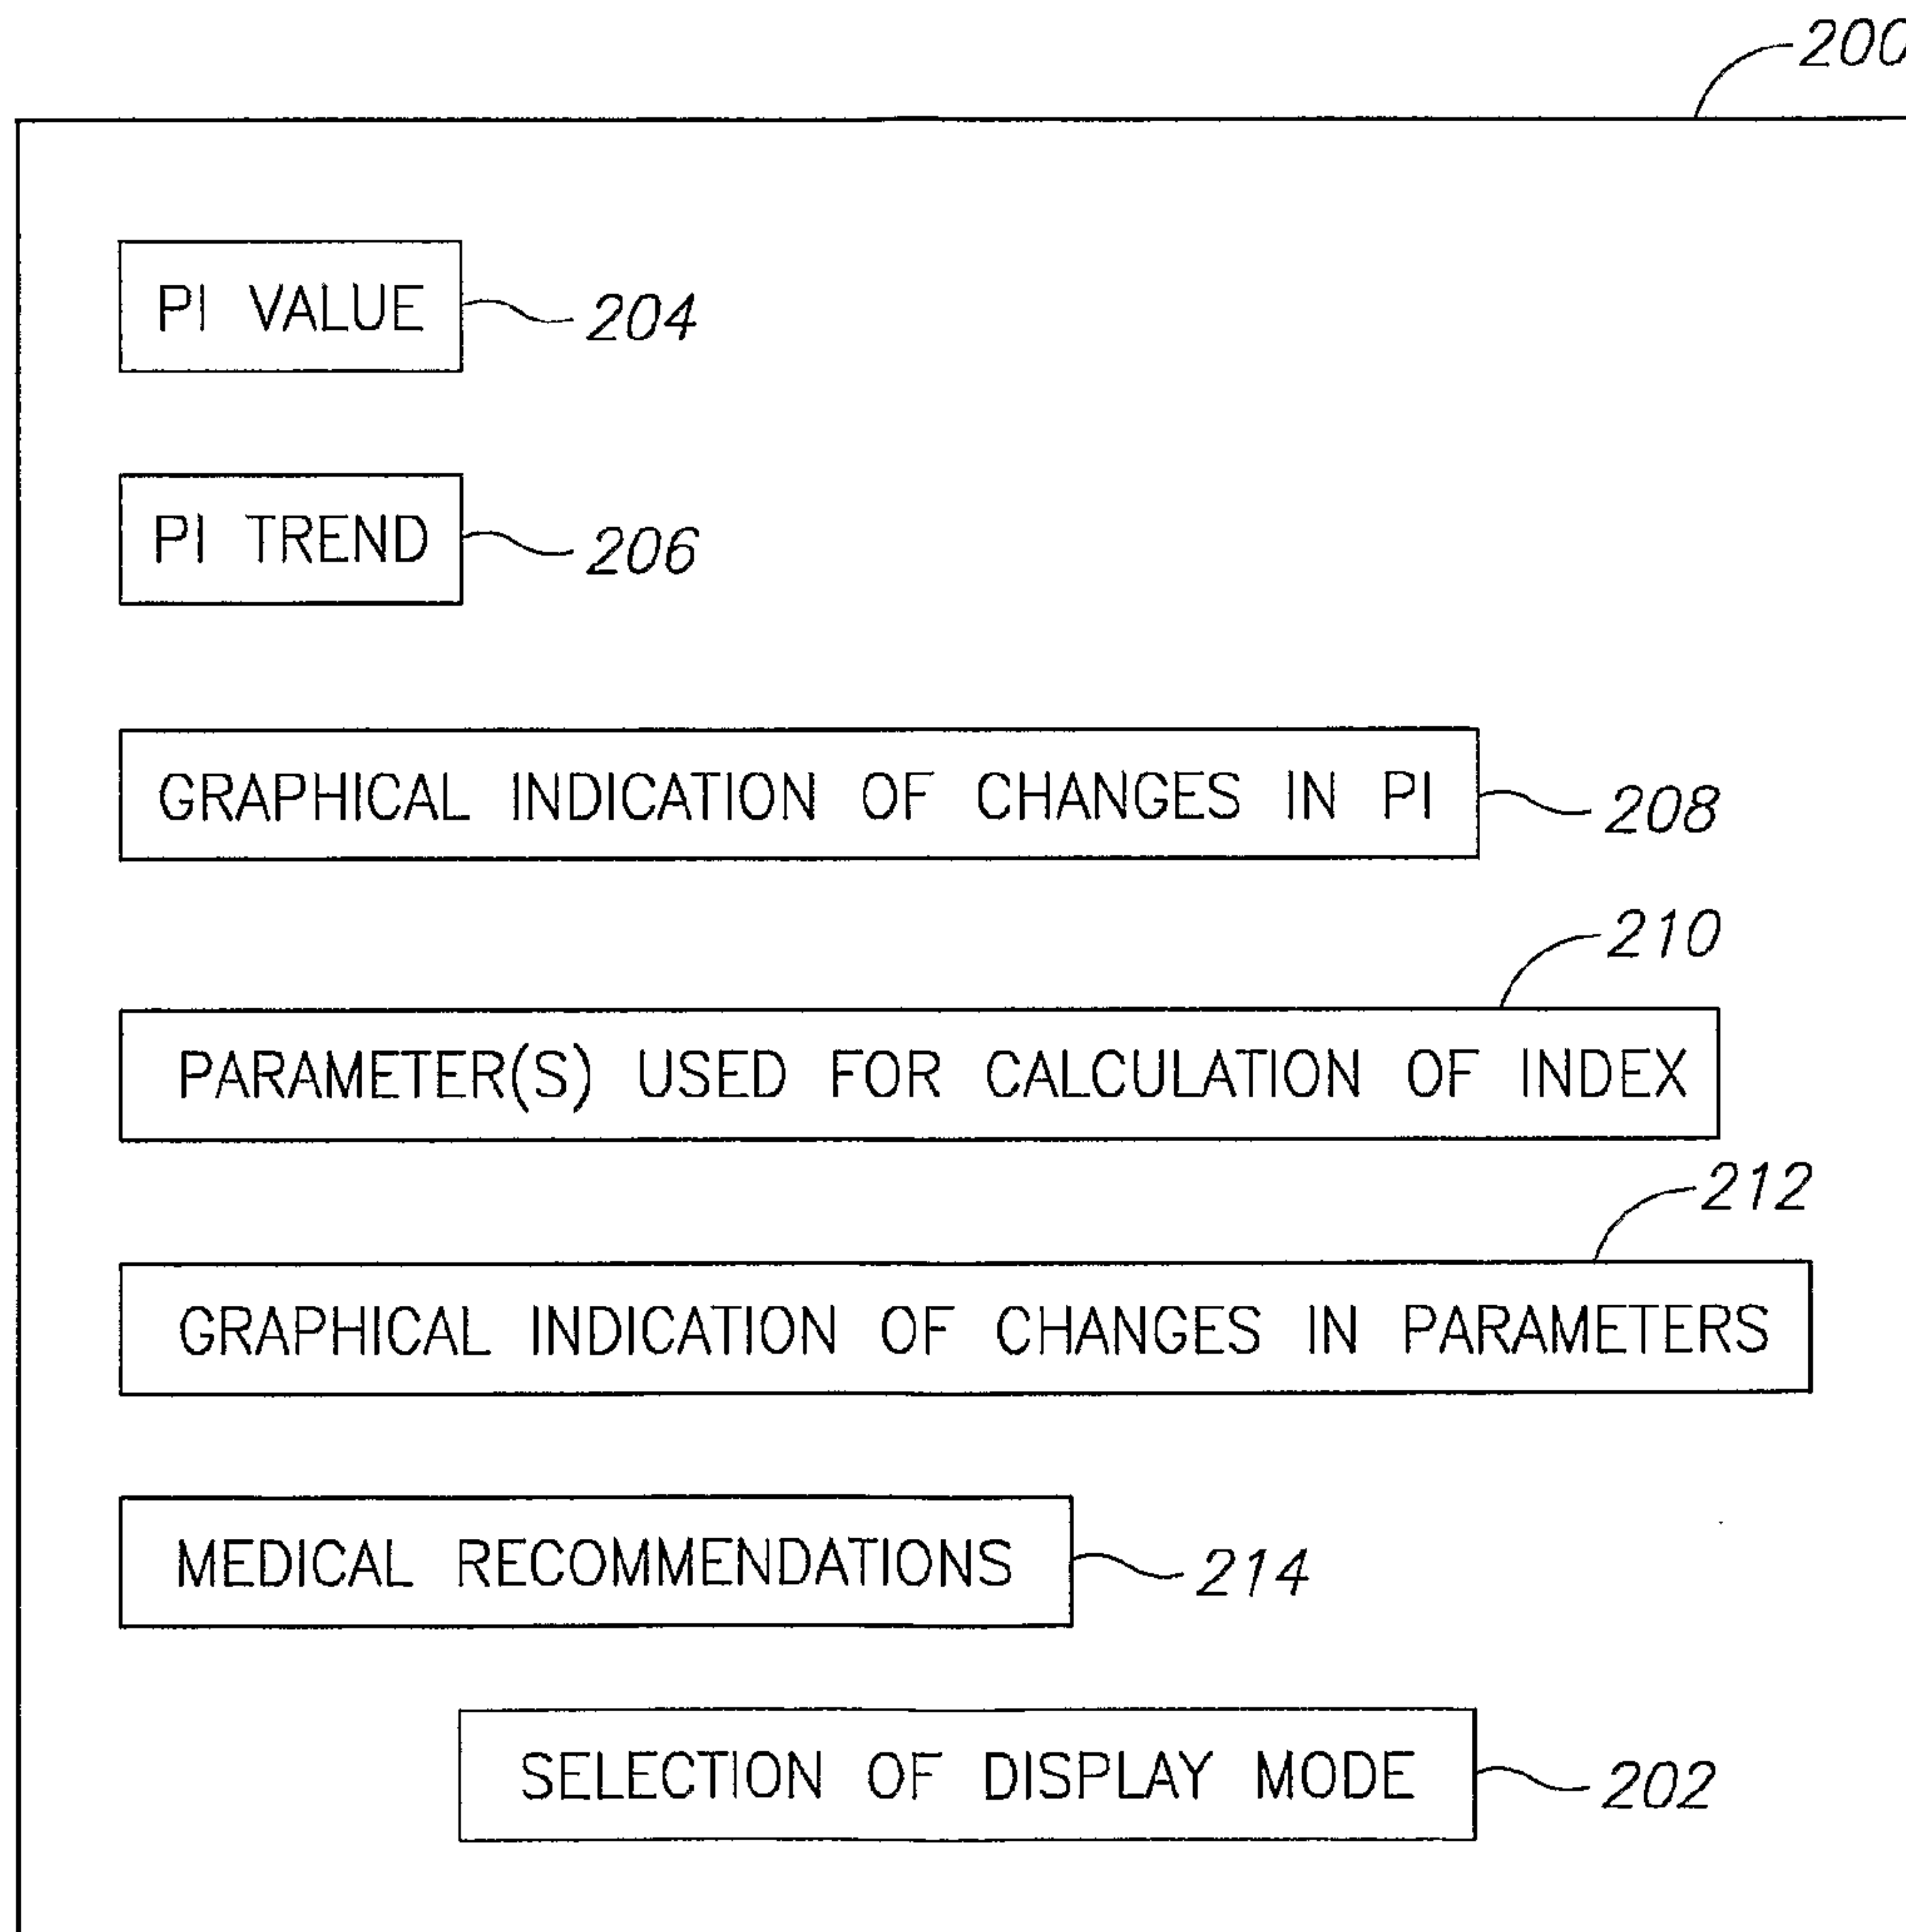 200
PI VALUE 204
PI TREND 206
GRAPHICAL INDICATION OF CHANGES IN PI 208
210
PARAMETER(S) USED FOR CALCULATION OF INDEX
212
GRAPHICAL INDICATION OF CHANGES IN PARAMETERS
MEDICAL RECOMMENDATIONS 214
SELECTION OF DISPLAY MODE 202